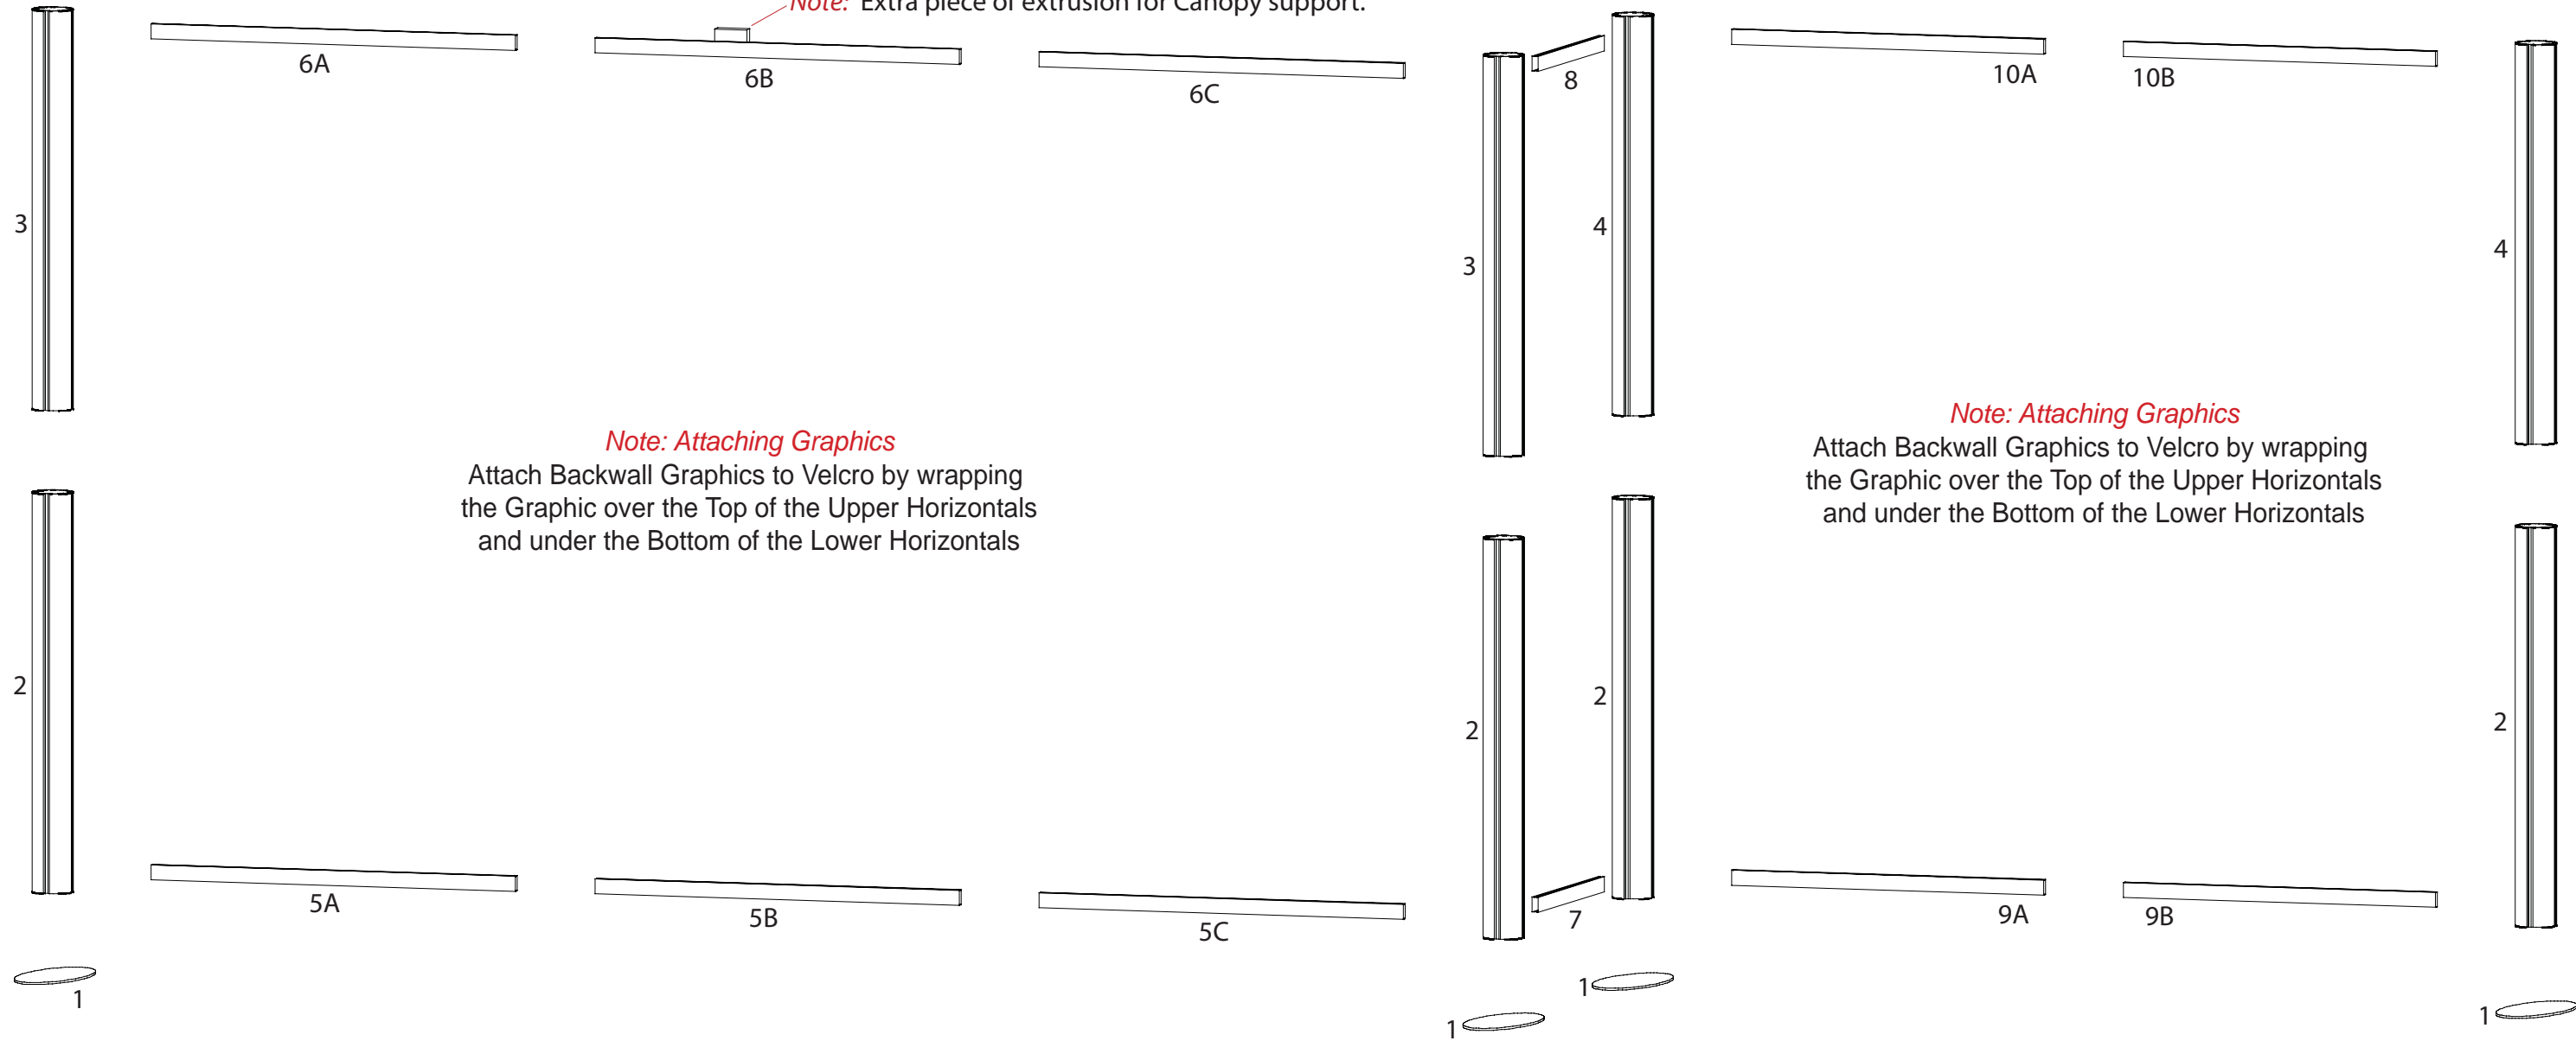 Note: Extra piece of extrusion for Canopy support.
6A
6B
6C
8
10A
10B
3
3
4
4
Note: Attaching Graphics
Attach Backwall Graphics to Velcro by wrapping
the Graphic over the Top of the Upper Horizontals
and under the Bottom of the Lower Horizontals
Note: Attaching Graphics
Attach Backwall Graphics to Velcro by wrapping
the Graphic over the Top of the Upper Horizontals
and under the Bottom of the Lower Horizontals
2
2
2
2
5A
5B
5C
7
9A
9B
1
1
1
1